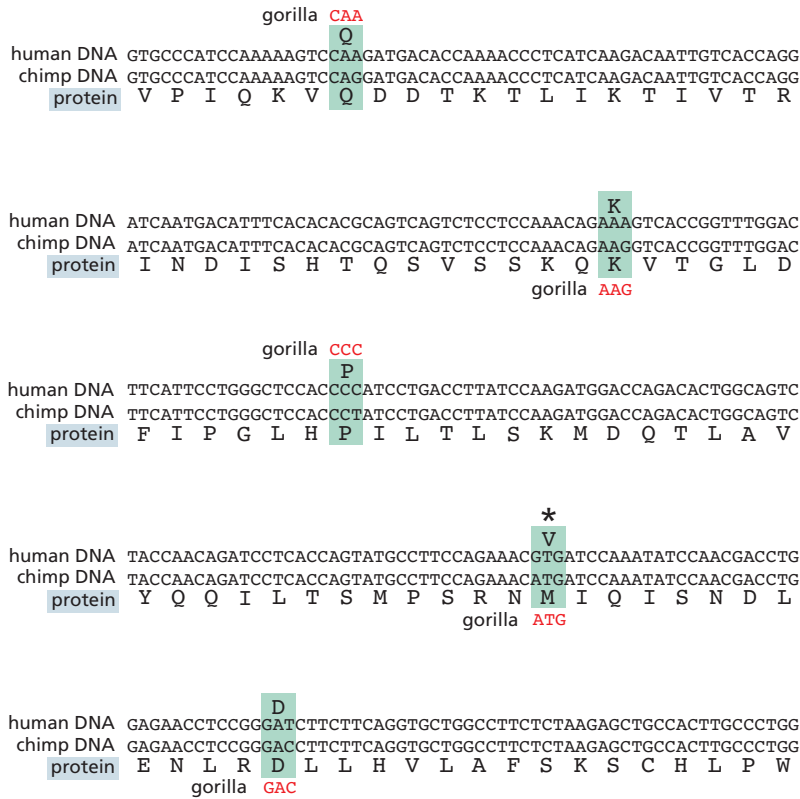 gorilla CAA
Q
human DNA GTGCCCATCCAAAAAGTCCAAGATGACACCAAAACCCTCATCAAGACAATTGTCACCAGG
chimp DNA GTGCCCATCCAAAAAGTCCAGGATGACACCAAAACCCTCATCAAGACAATTGTCACCAGG
protein V P I Q K V Q D D T K T L I K T I V T R
K
human DNA ATCAATGACATTTCACACACGCAGTCAGTCTCCTCCAAACAGAAAGTCACCGGTTTGGAC
chimp DNA ATCAATGACATTTCACACACGCAGTCAGTCTCCTCCAAACAGAAGGTCACCGGTTTGGAC
protein I N D I S H T Q S V S S K Q K V T G L D
gorilla AAG
gorilla CCC
P
human DNA TTCATTCCTGGGCTCCACCCCATCCTGACCTTATCCAAGATGGACCAGACACTGGCAGTC
chimp DNA TTCATTCCTGGGCTCCACCCTATCCTGACCTTATCCAAGATGGACCAGACACTGGCAGTC
protein F I P G L H P I L T L S K M D Q T L A V
*
V
human DNA TACCAACAGATCCTCACCAGTATGCCTTCCAGAAACGTGATCCAAATATCCAACGACCTG
chimp DNA TACCAACAGATCCTCACCAGTATGCCTTCCAGAAACATGATCCAAATATCCAACGACCTG
protein Y Q Q I L T S M P S R N M I Q I S N D L
gorilla ATG
D
human DNA GAGAACCTCCGGGATCTTCTTCAGGTGCTGGCCTTCTCTAAGAGCTGCCACTTGCCCTGG
chimp DNA GAGAACCTCCGGGACCTTCTTCAGGTGCTGGCCTTCTCTAAGAGCTGCCACTTGCCCTGG
protein E N L R D L L H V L A F S K S C H L P W
gorilla GAC